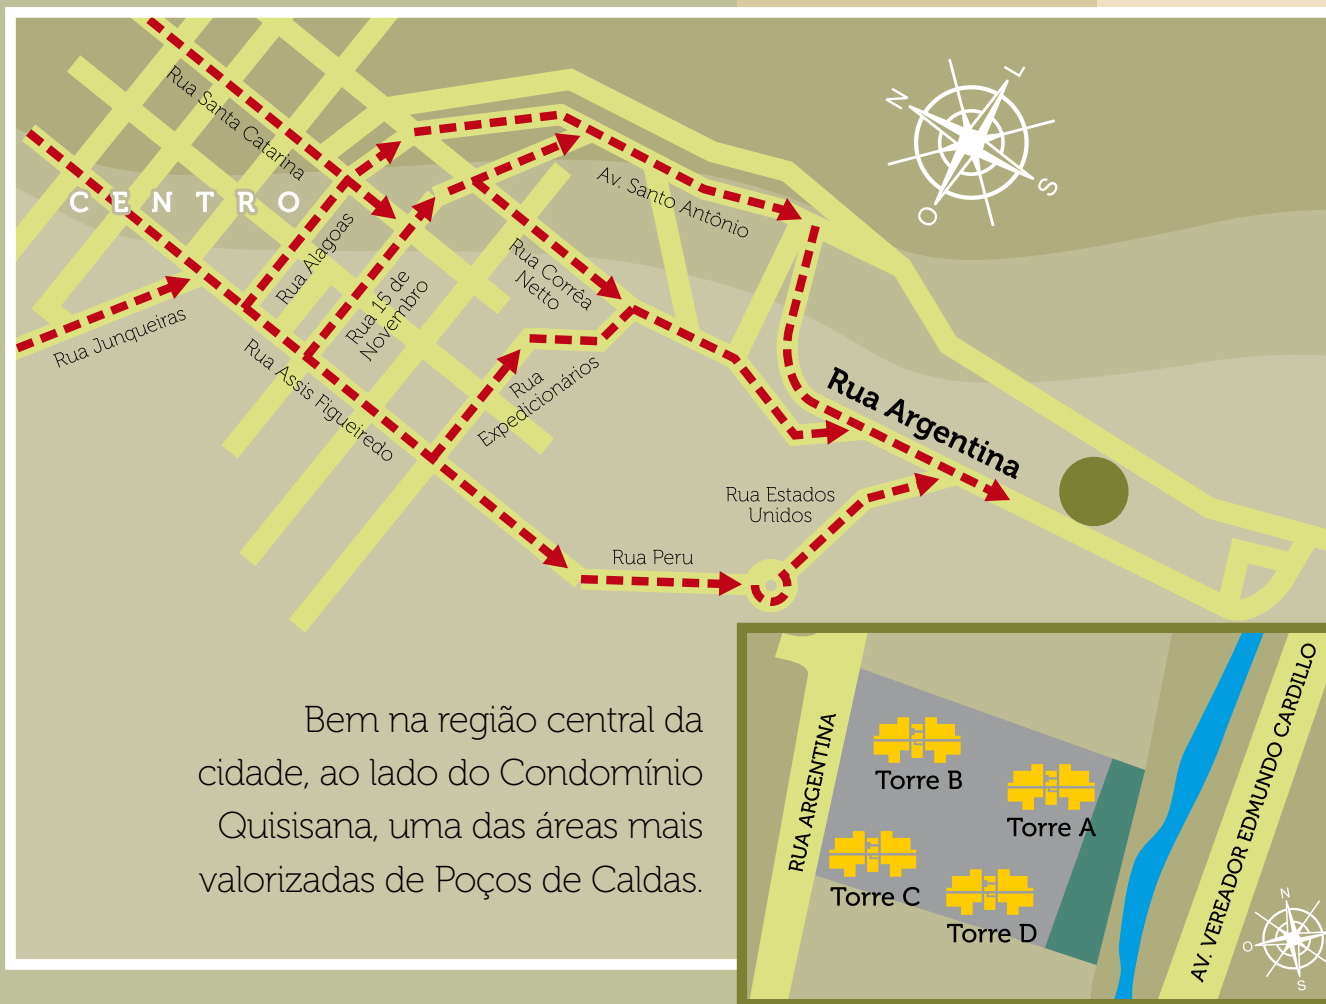 Rua Santa Catarina
CENTRO
Rua Junqueiras
Rua Alagoas
Rua 15 de
Novembro
Rua Assis Figueiredo
Rua
Expedicionários
Rua Corrêa
Netto
Av. Santo Antônio
N
L
S
O
Rua Argentina
Rua Estados
Unidos
Rua Peru
Bem na região central da
cidade, ao lado do Condomínio
Quisisana, uma das áreas mais
valorizadas de Poços de Caldas.
RUA ARGENTINA
Torre B
Torre A
Torre C
Torre D
AV. VEREADOR EDMUNDO CARDILLO
N
O
S